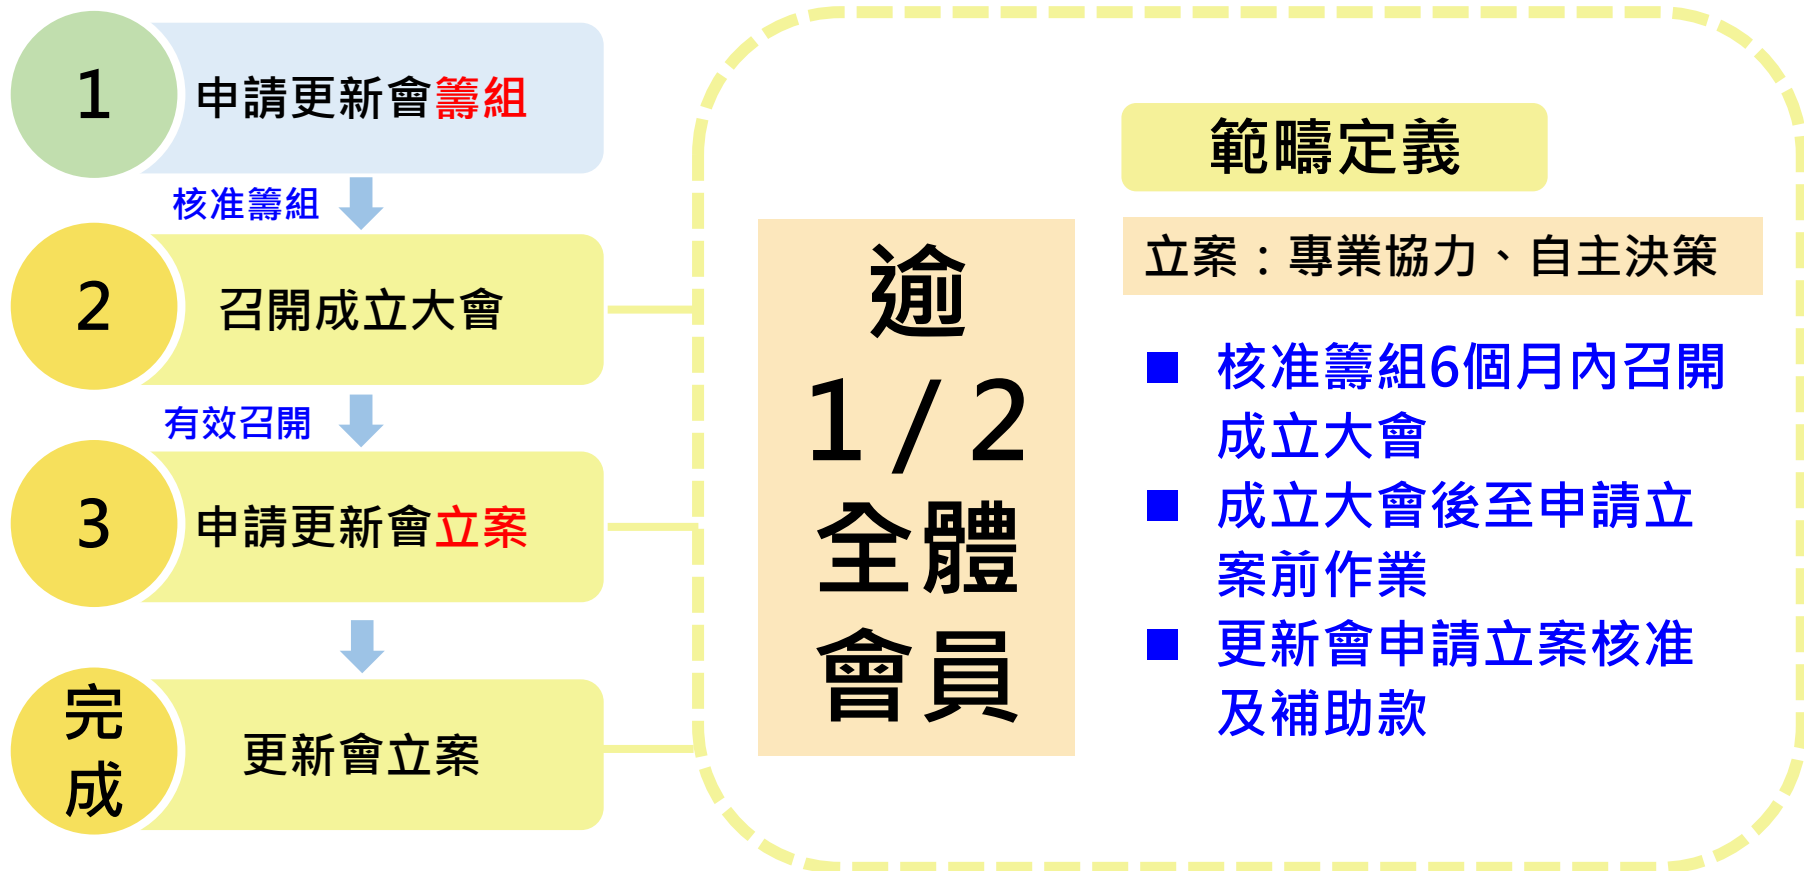 1
申請更新會籌組
核准籌組
2
召開成立大會
有效召開
3
申請更新會立案
完
成
更新會立案
逾
1/2
全體
會員
範疇定義
立案：專業協力、自主決策
■ 核准籌組6個月內召開
成立大會
■ 成立大會後至申請立
案前作業
■ 更新會申請立案核准
及補助款